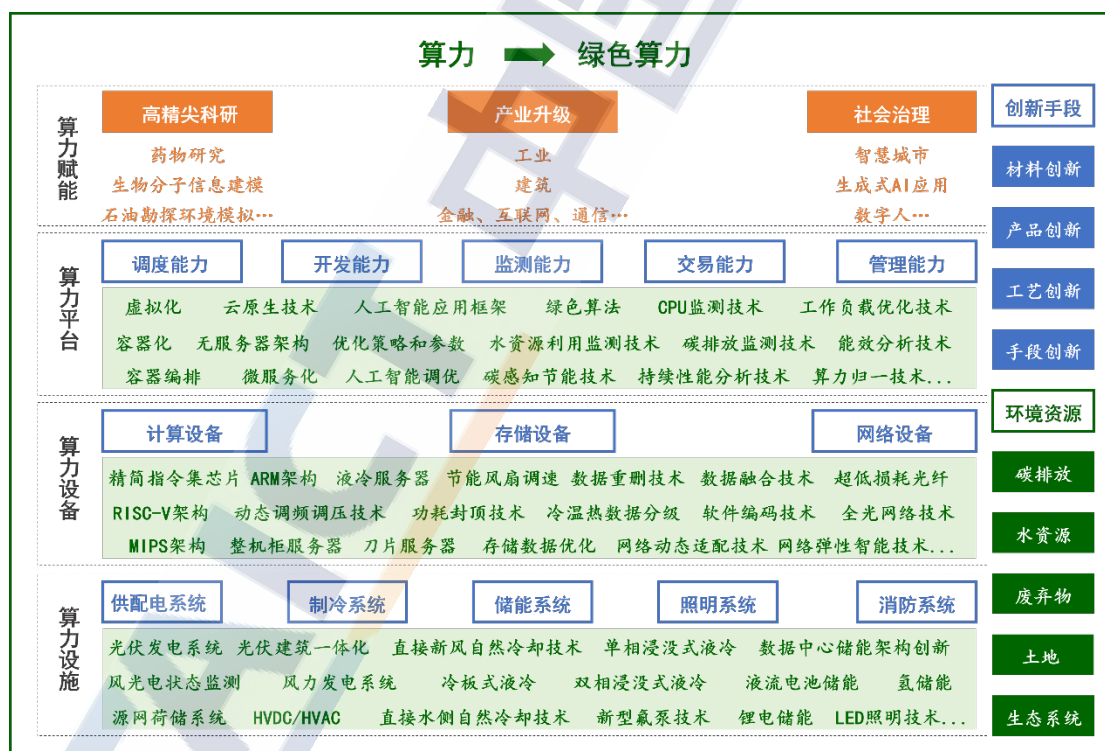 算力 绿色算力
算力赋能
高精尖科研 产业升级 社会治理
药物研究 工业 智慧城市
生物分子信息建模 建筑 生成式AI应用
石油勘探环境模拟… 金融、互联网、通信… 数字人…
算力平台
调度能力 开发能力 监测能力 交易能力 管理能力
虚拟化 云原生技术 人工智能应用框架 绿色算法 CPU监测技术 工作负载优化技术
容器化 无服务器架构 优化策略和参数 水资源利用监测技术 碳排放监测技术 能效分析技术
容器编排 微服务化 人工智能调优 碳感知节能技术 持续性能分析技术 算力归一技术...
算力设备
计算设备 存储设备 网络设备
精简指令集芯片 ARM架构 液冷服务器 节能风扇调速 数据重删技术 数据融合技术 超低损耗光纤
RISC-V架构 动态调频调压技术 功耗封顶技术 冷温热数据分级 软件编码技术 全光网络技术
MIPS架构 整机柜服务器 刀片服务器 存储数据优化 网络动态适配技术 网络弹性智能技术...
算力设施
供配电系统 制冷系统 储能系统 照明系统 消防系统
光伏发电系统 光伏建筑一体化 直接新风自然冷却技术 单相浸没式液冷 数据中心储能架构创新
风光电状态监测 风力发电系统 冷板式液冷 双相浸没式液冷 液流电池储能 氢储能
源网荷储系统 HVDC/HVAC 直接水侧自然冷却技术 新型氟泵技术 锂电储能 LED照明技术...
创新手段
材料创新
产品创新
工艺创新
手段创新
环境资源
碳排放
水资源
废弃物
土地
生态系统